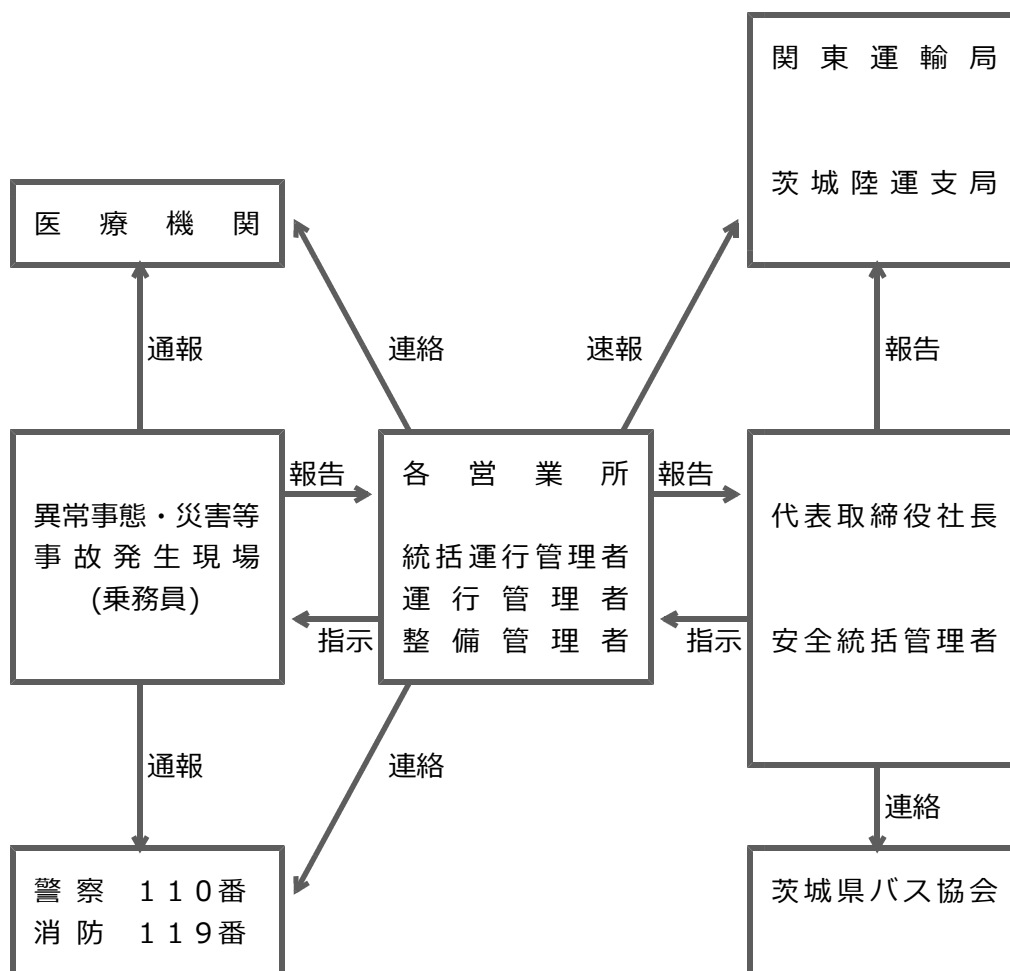 関東運輸局
茨城陸運支局
医療機関
通報
連絡
速報
報告
異常事態・災害等
事故発生現場
(乗務員)
報告
指示
各営業所
統括運行管理者
運行管理者
整備管理者
報告
指示
代表取締役社長
安全統括管理者
通報
連絡
連絡
警察 110番
消防 119番
茨城県バス協会